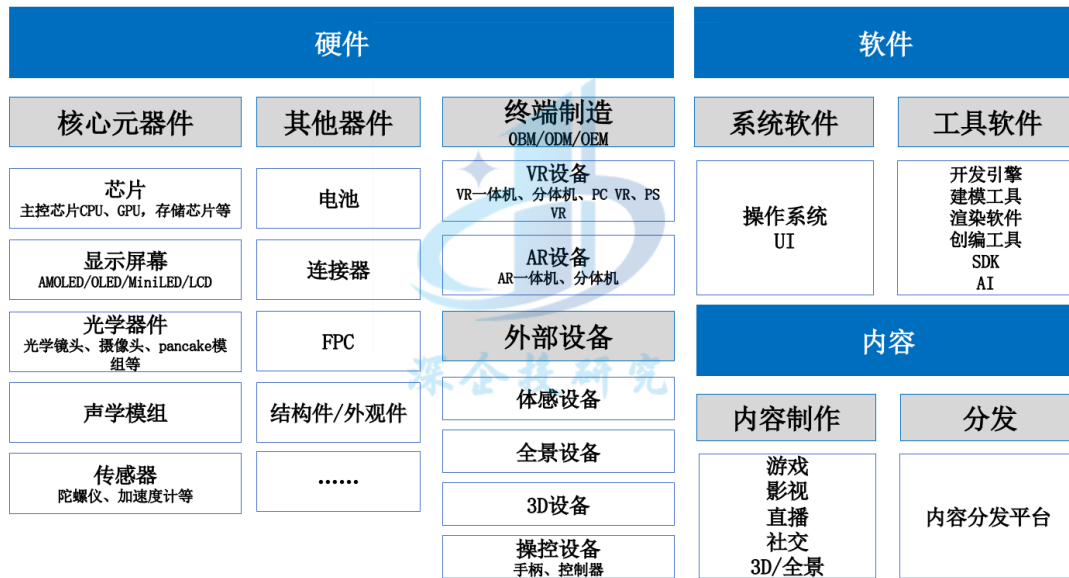 硬件
核心元器件
芯片
主控芯片CPU、GPU，存储芯片等
显示屏幕
AMOLED/OLED/MiniLED/LCD
光学器件
光学镜头、摄像头、pancake模
组等
声学模组
传感器
陀螺仪、加速度计等
其他器件
电池
连接器
FPC
结构件/外观件
......
终端制造
OBM/ODM/OEM
VR设备
VR一体机、分体机、PC VR、PS
VR
AR设备
AR一体机、分体机
外部设备
体感设备
全景设备
3D设备
操控设备
手柄、控制器
软件
系统软件
操作系统
UI
工具软件
开发引擎
建模工具
渲染软件
创编工具
SDK
AI
内容
内容制作
游戏
影视
直播
社交
3D/全景
分发
内容分发平台
深企投研究